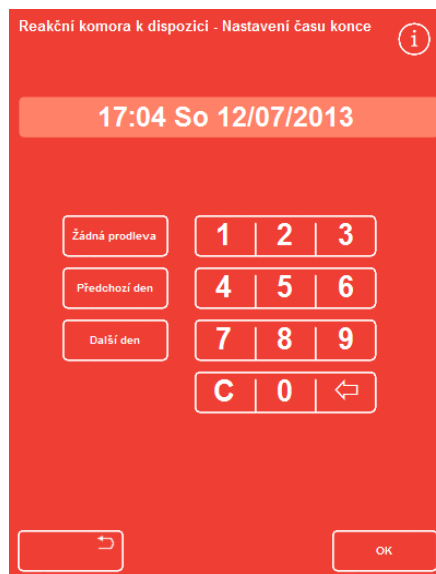 Reakční komora k dispozici - Nastavení času konce
i
17:04 So 12/07/2013
Žádná prodleva
1 2 3
Předchozí den
4 5 6
Další den
7 8 9
C 0
OK